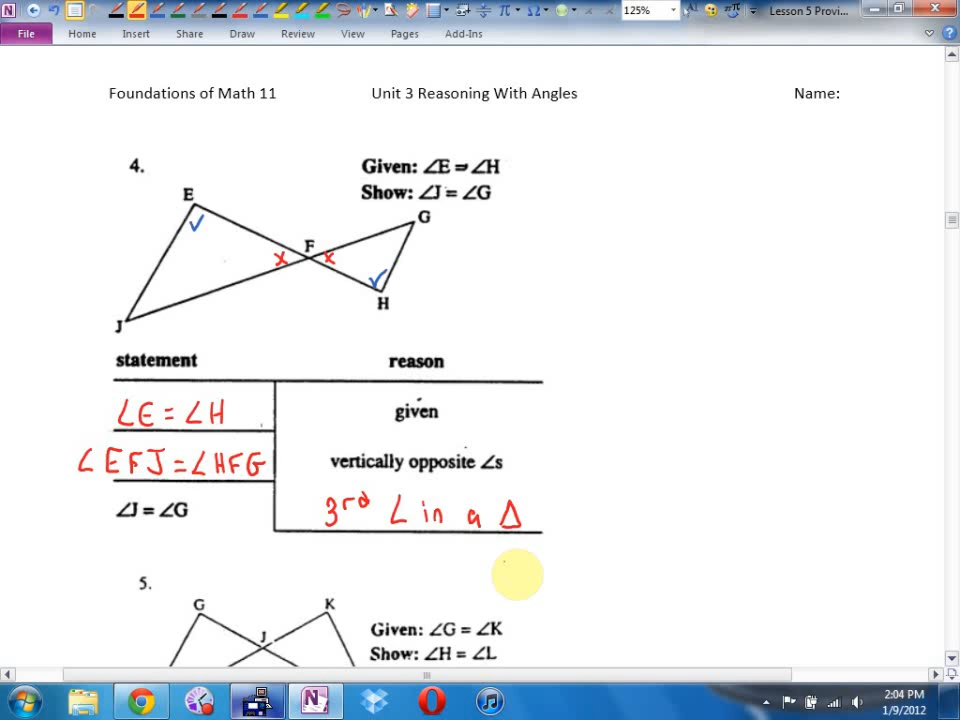 125%
Lesson 5 Provi...
File Home Insert Share Draw Review View Pages Add-Ins
Foundations of Math 11 Unit 3 Reasoning With Angles Name:
4.
Given: ∠E = ∠H
Show: ∠J = ∠G
E
G
F
x x
H
J
statement reason
∠E = ∠H given
∠EFJ = ∠HFG vertically opposite ∠s
∠J = ∠G 3rd ∠ in a Δ
5.
G K
J
Given: ∠G = ∠K
Show: ∠H = ∠L
2:04 PM
1/9/2012